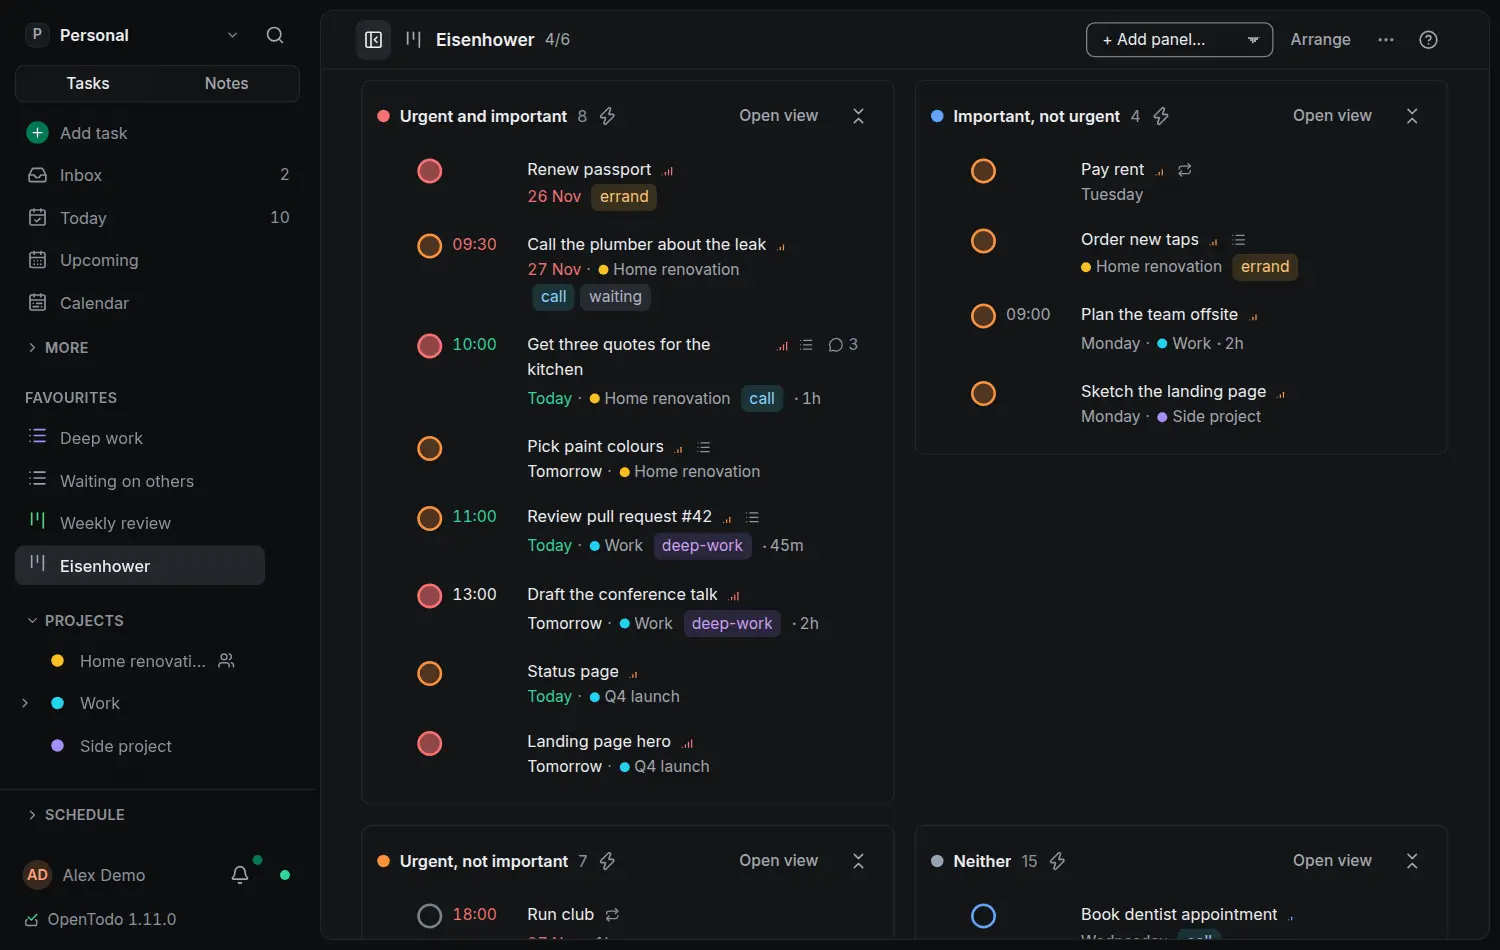 P Personal
Tasks Notes
Add task
Inbox 2
Today 10
Upcoming
Calendar
MORE
FAVOURITES
Deep work
Waiting on others
Weekly review
Eisenhower
PROJECTS
Home renovati...
Work
Side project
SCHEDULE
AD Alex Demo
OpenTodo 1.11.0
Eisenhower 4/6
+ Add panel...
Arrange
Urgent and important 8 Open view
Renew passport
26 Nov errand
09:30 Call the plumber about the leak
27 Nov · Home renovation
call waiting
10:00 Get three quotes for the 3
kitchen
Today · Home renovation call · 1h
Pick paint colours
Tomorrow · Home renovation
11:00 Review pull request #42
Today · Work deep-work · 45m
13:00 Draft the conference talk
Tomorrow · Work deep-work · 2h
Status page
Today · Q4 launch
Landing page hero
Tomorrow · Q4 launch
Important, not urgent 4 Open view
Pay rent
Tuesday
Order new taps
Home renovation errand
09:00 Plan the team offsite
Monday · Work · 2h
Sketch the landing page
Monday · Side project
Urgent, not important 7 Open view
18:00 Run club
Neither 15 Open view
Book dentist appointment
Wednesday call